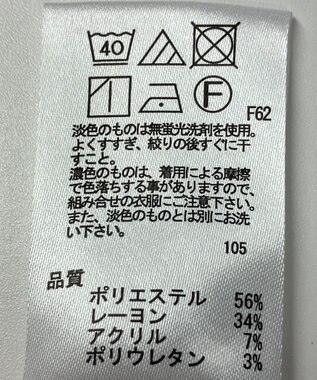 40
F
F62
淡色のものは無蛍光洗剤を使用。
よくすすぎ、絞りの後すぐに干
すこと。
濃色のものは、着用による摩擦
で色落ちする事がありますので、
組み合せの衣服にご注意下さい。
また、淡色のものとは別にお洗
い下さい。
105
品質
ポリエステル 56%
レーヨン 34%
アクリル 7%
ポリウレタン 3%